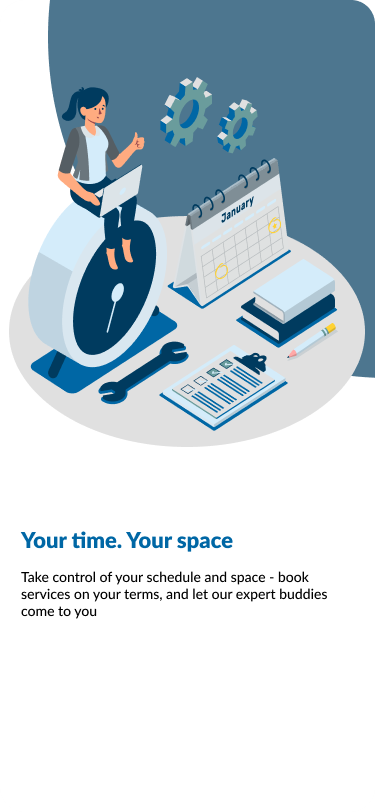 January
Your time. Your space
Take control of your schedule and space - book
services on your terms, and let our expert buddies
come to you